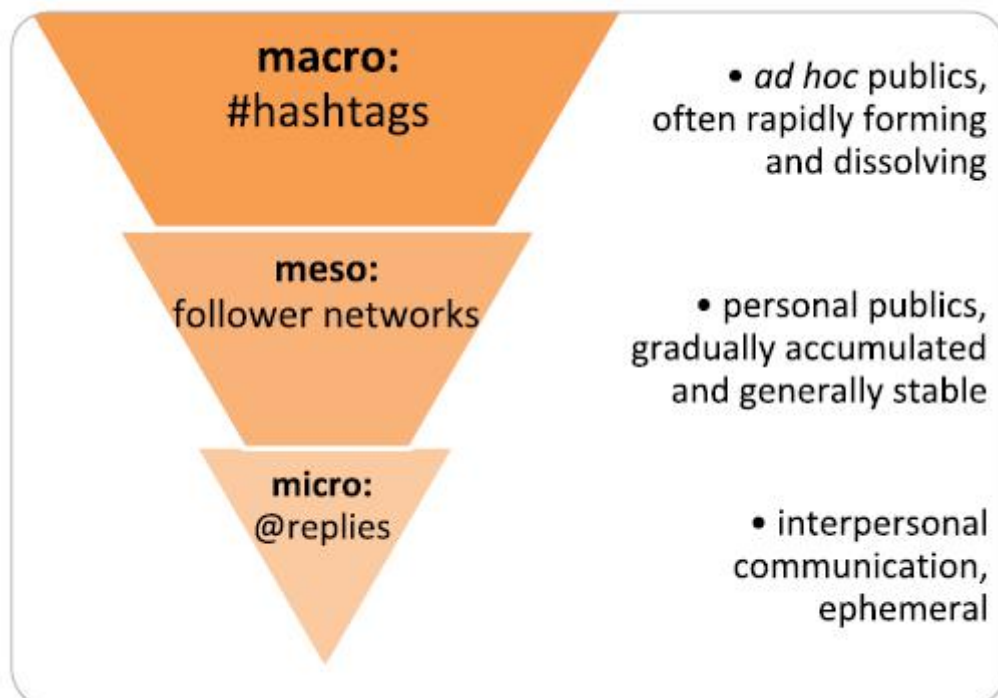 macro:
#hashtags
• ad hoc publics,
often rapidly forming
and dissolving
meso:
follower networks
• personal publics,
gradually accumulated
and generally stable
micro:
@replies
• interpersonal
communication,
ephemeral